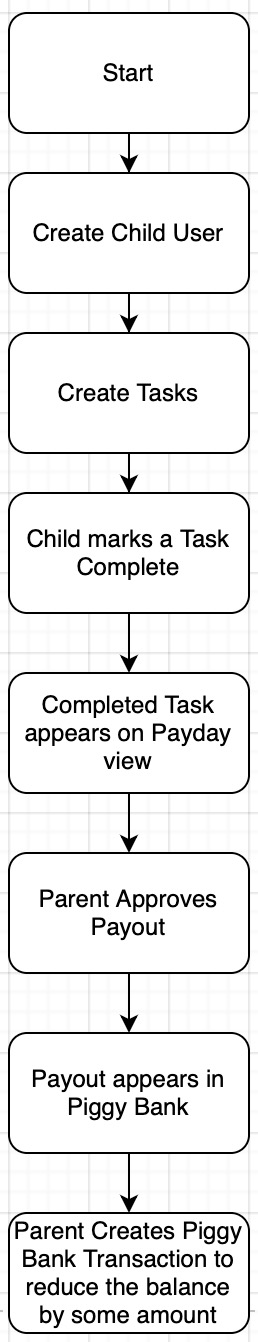 Start
Create Child User
Create Tasks
Child marks a Task
Complete
Completed Task
appears on Payday
view
Parent Approves
Payout
Payout appears in
Piggy Bank
Parent Creates Piggy
Bank Transaction to
reduce the balance
by some amount